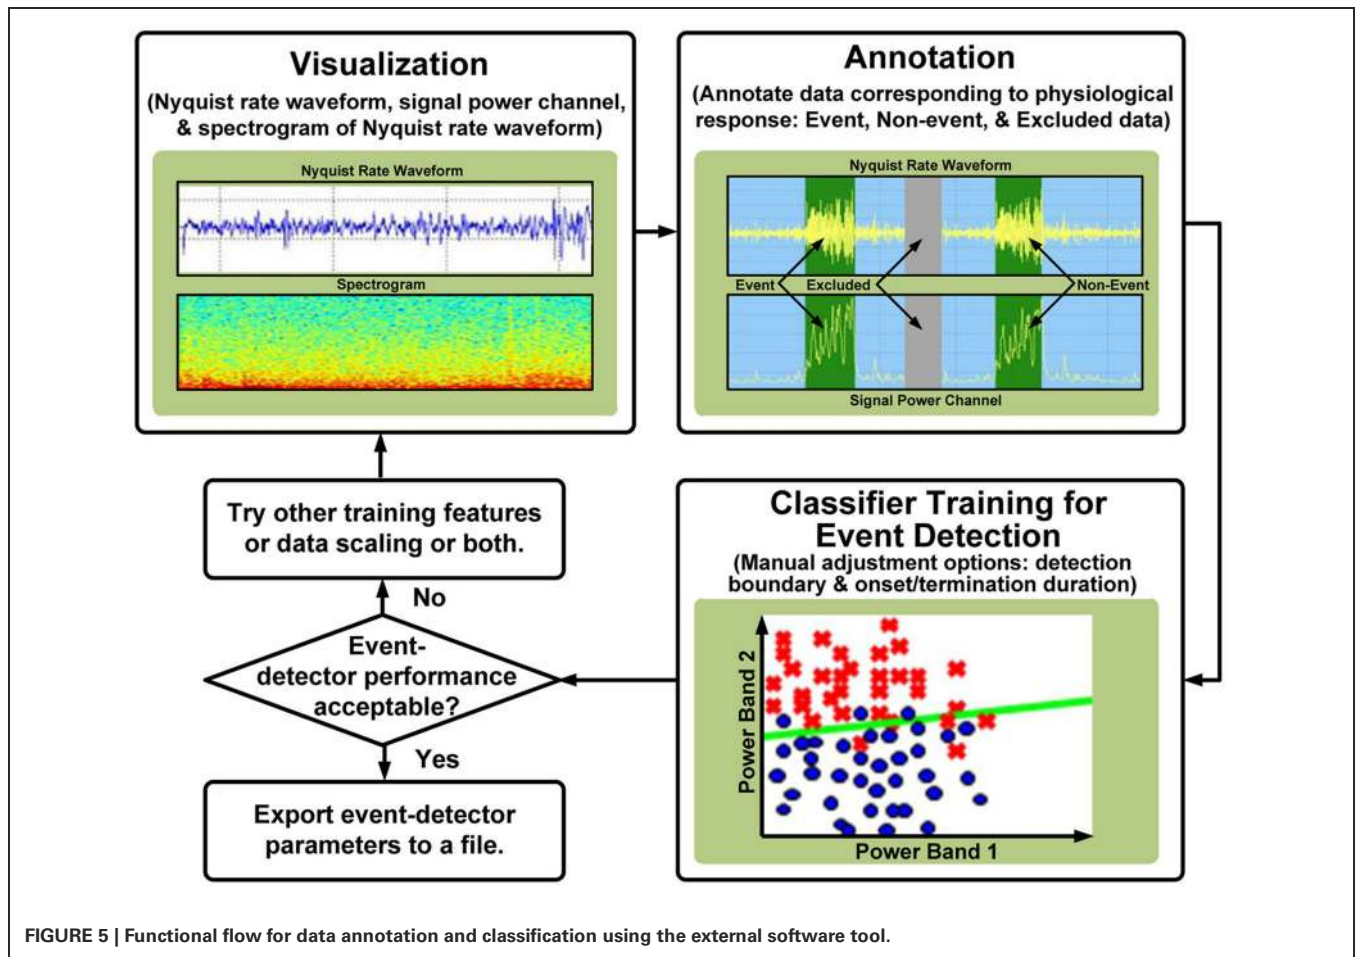 Visualization
(Nyquist rate waveform, signal power channel,
& spectrogram of Nyquist rate waveform)
Nyquist Rate Waveform
Spectrogram
Annotation
(Annotate data corresponding to physiological
response: Event, Non-event, & Excluded data)
Nyquist Rate Waveform
Event
Excluded
Non-Event
Signal Power Channel
Classifier Training for
Event Detection
(Manual adjustment options: detection
boundary & onset/termination duration)
Power Band 2
Power Band 1
Event-
detector performance
acceptable?
No
Try other training features
or data scaling or both.
Yes
Export event-detector
parameters to a file.
FIGURE 5 | Functional flow for data annotation and classification using the external software tool.